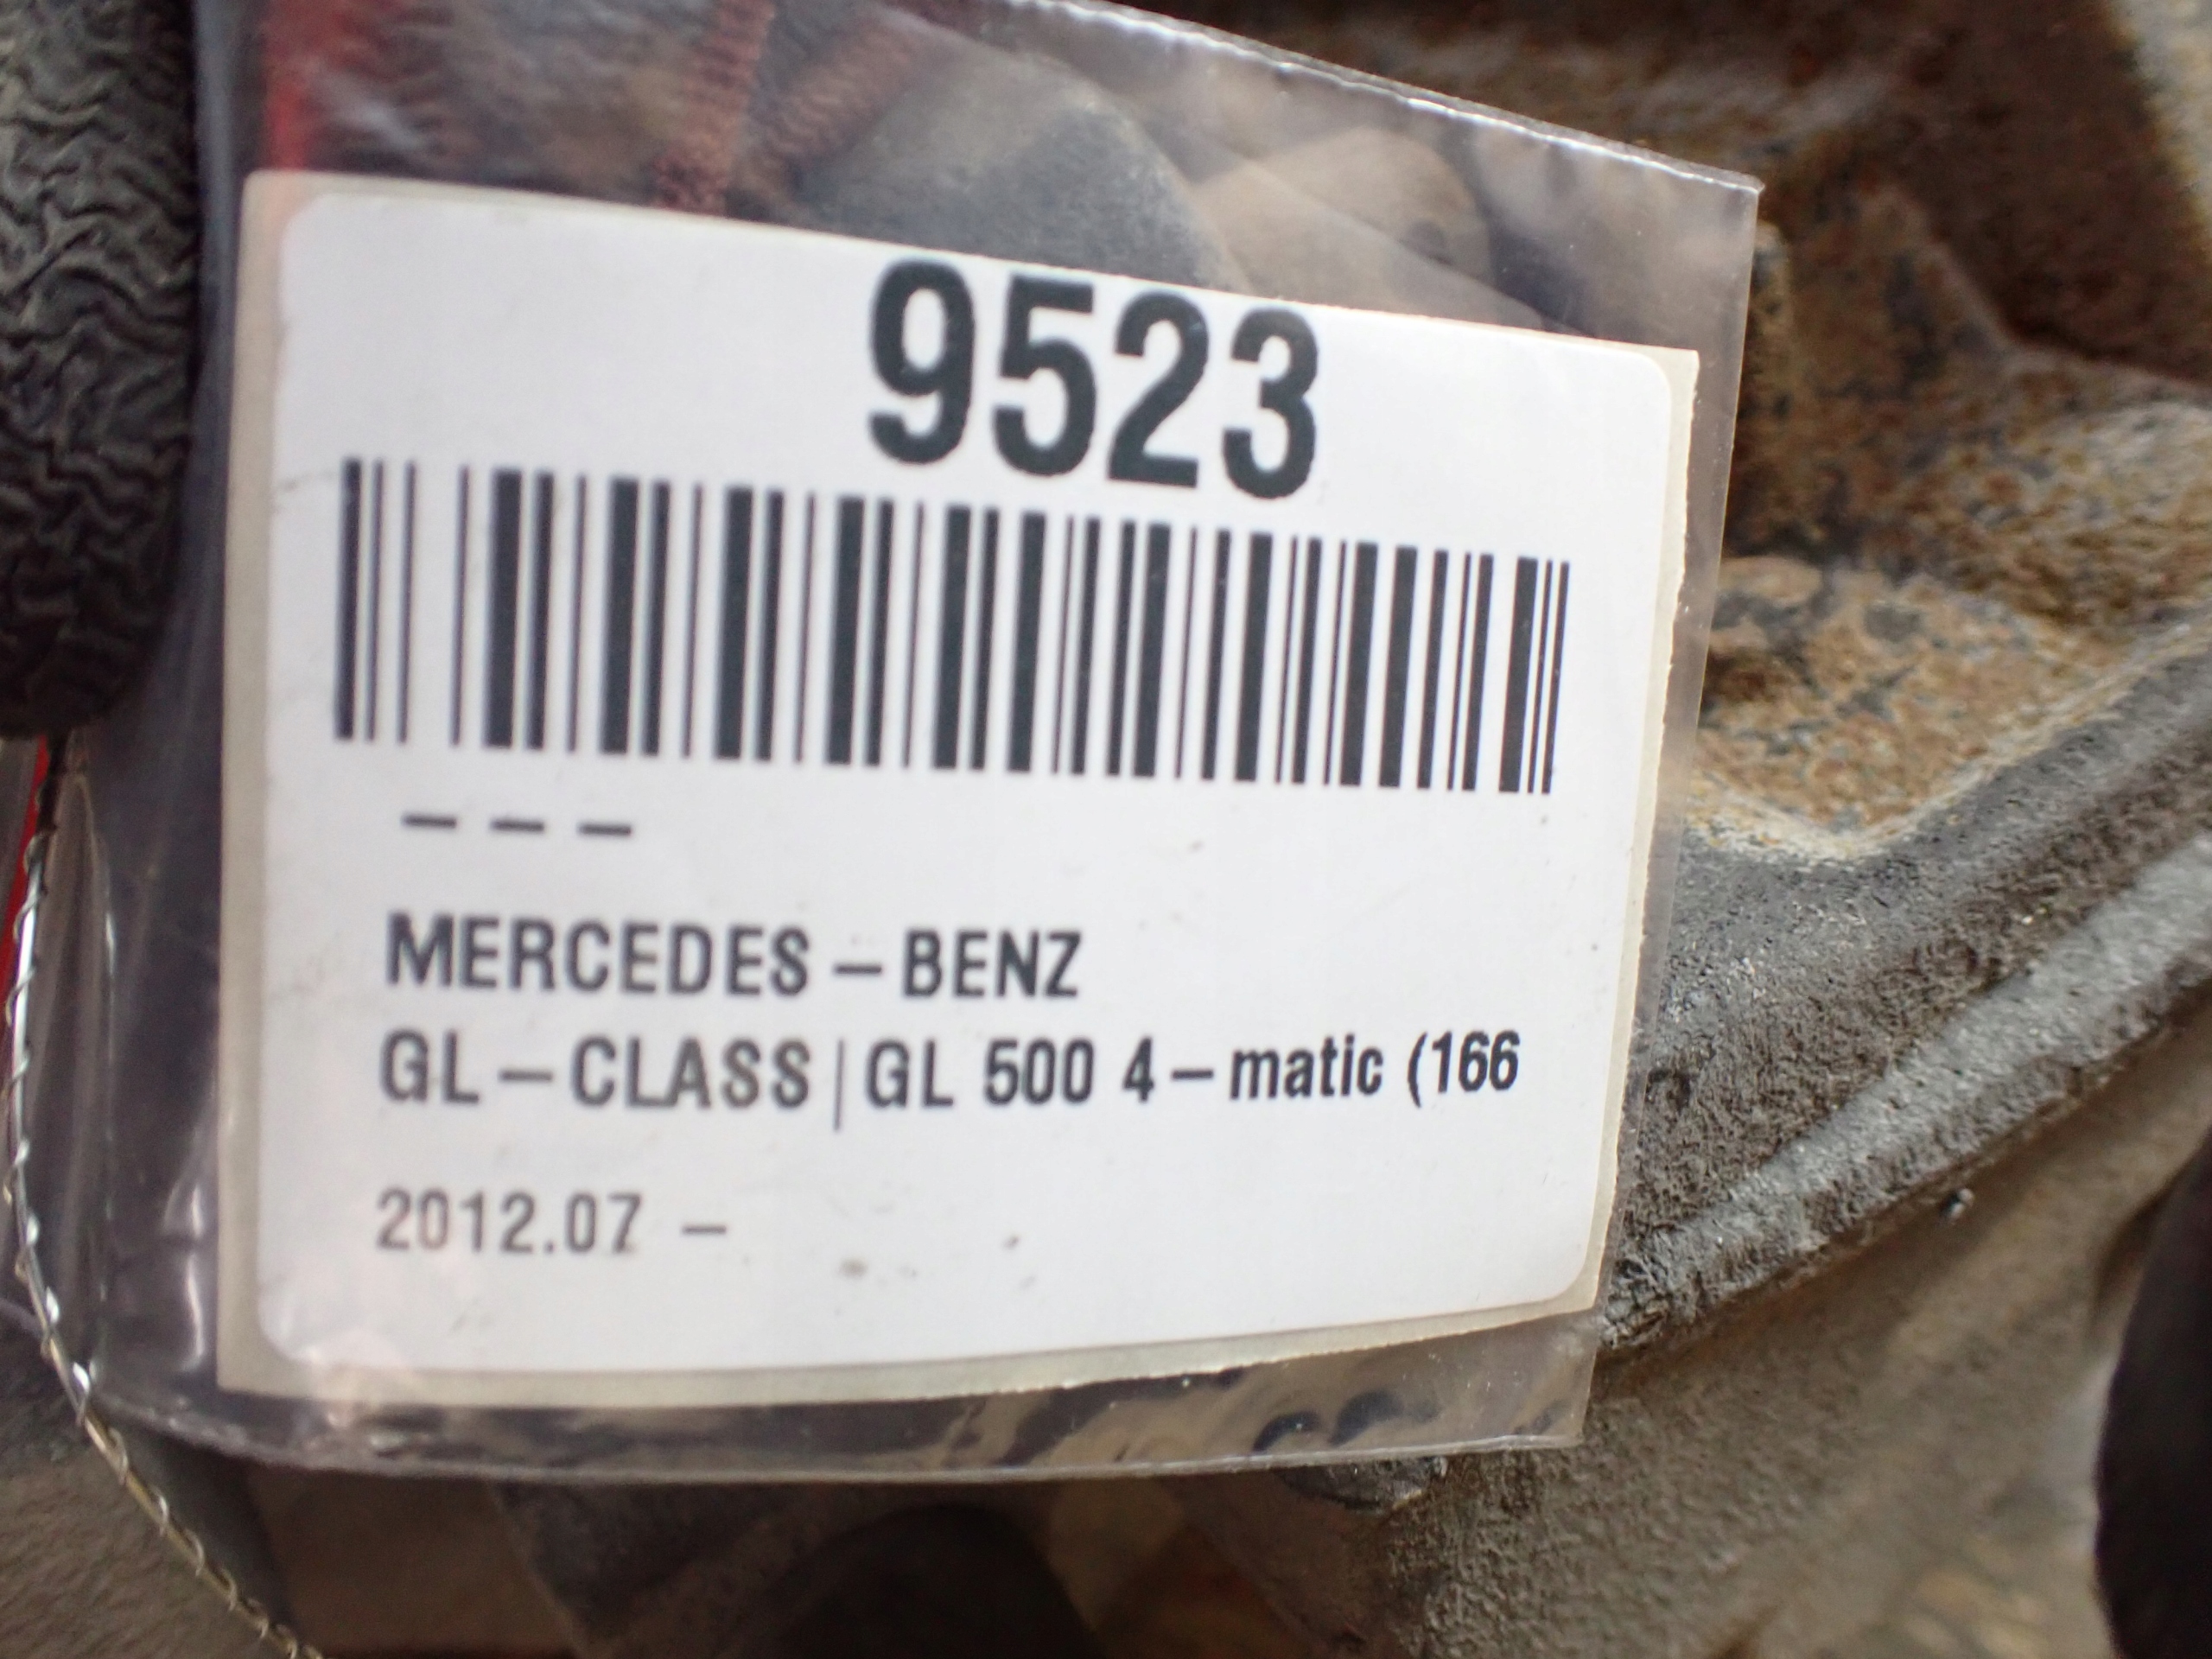 9523
– – –
MERCEDES–BENZ
GL–CLASS|GL 500 4–matic (166
2012.07 –